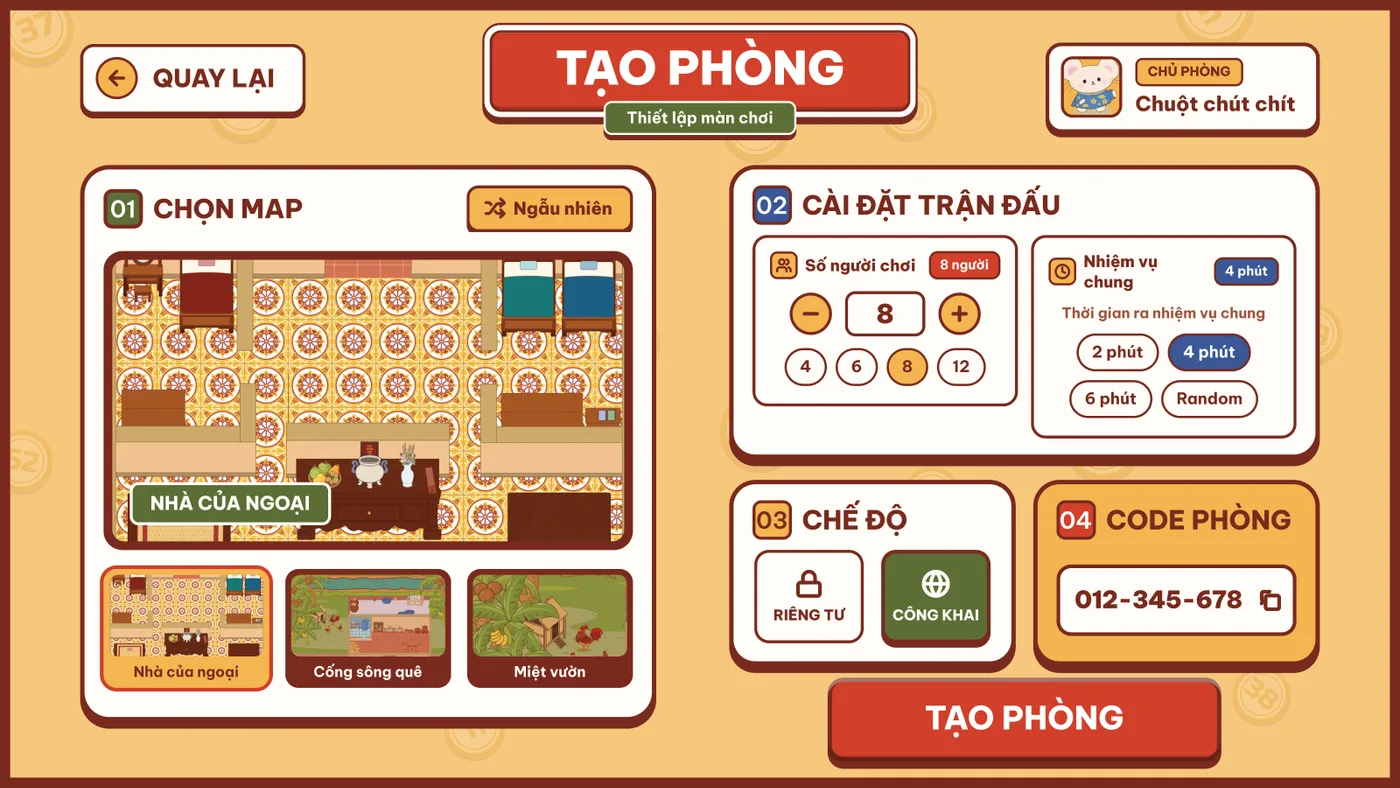 QUAY LẠI
TẠO PHÒNG
Thiết lập màn chơi
CHỦ PHÒNG
Chuột chút chít
01 CHỌN MAP
Ngẫu nhiên
NHÀ CỦA NGOẠI
Nhà của ngoại
Cống sông quê
Miệt vườn
02 CÀI ĐẶT TRẬN ĐẤU
Số người chơi
8 người
8
4 6 8 12
Nhiệm vụ
chung
4 phút
Thời gian ra nhiệm vụ chung
2 phút 4 phút
6 phút Random
03 CHẾ ĐỘ
RIÊNG TƯ
CÔNG KHAI
04 CODE PHÒNG
012-345-678
TẠO PHÒNG
37
52
38